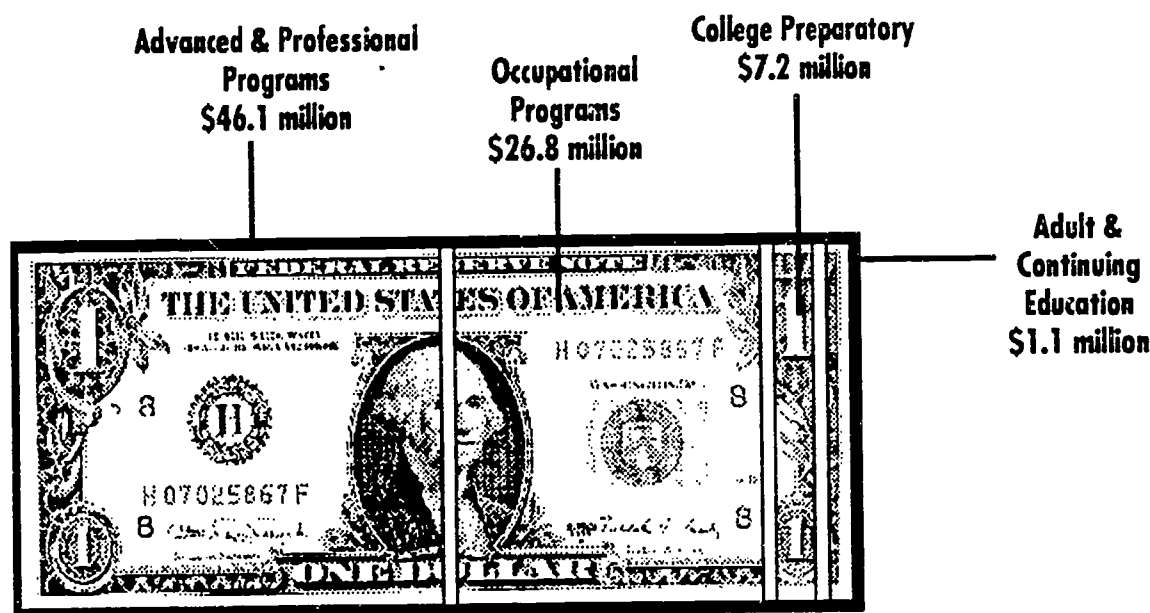 Advanced & Professional
Programs
$46.1 million
Occupational
Programs
$26.8 million
College Preparatory
$7.2 million
Adult &
Continuing
Education
$1.1 million
FEDERAL RESERVE NOTE
THE UNITED STATES OF AMERICA
H07025867F
8
8
H
H07025867F
8
8
ONE DOLLAR